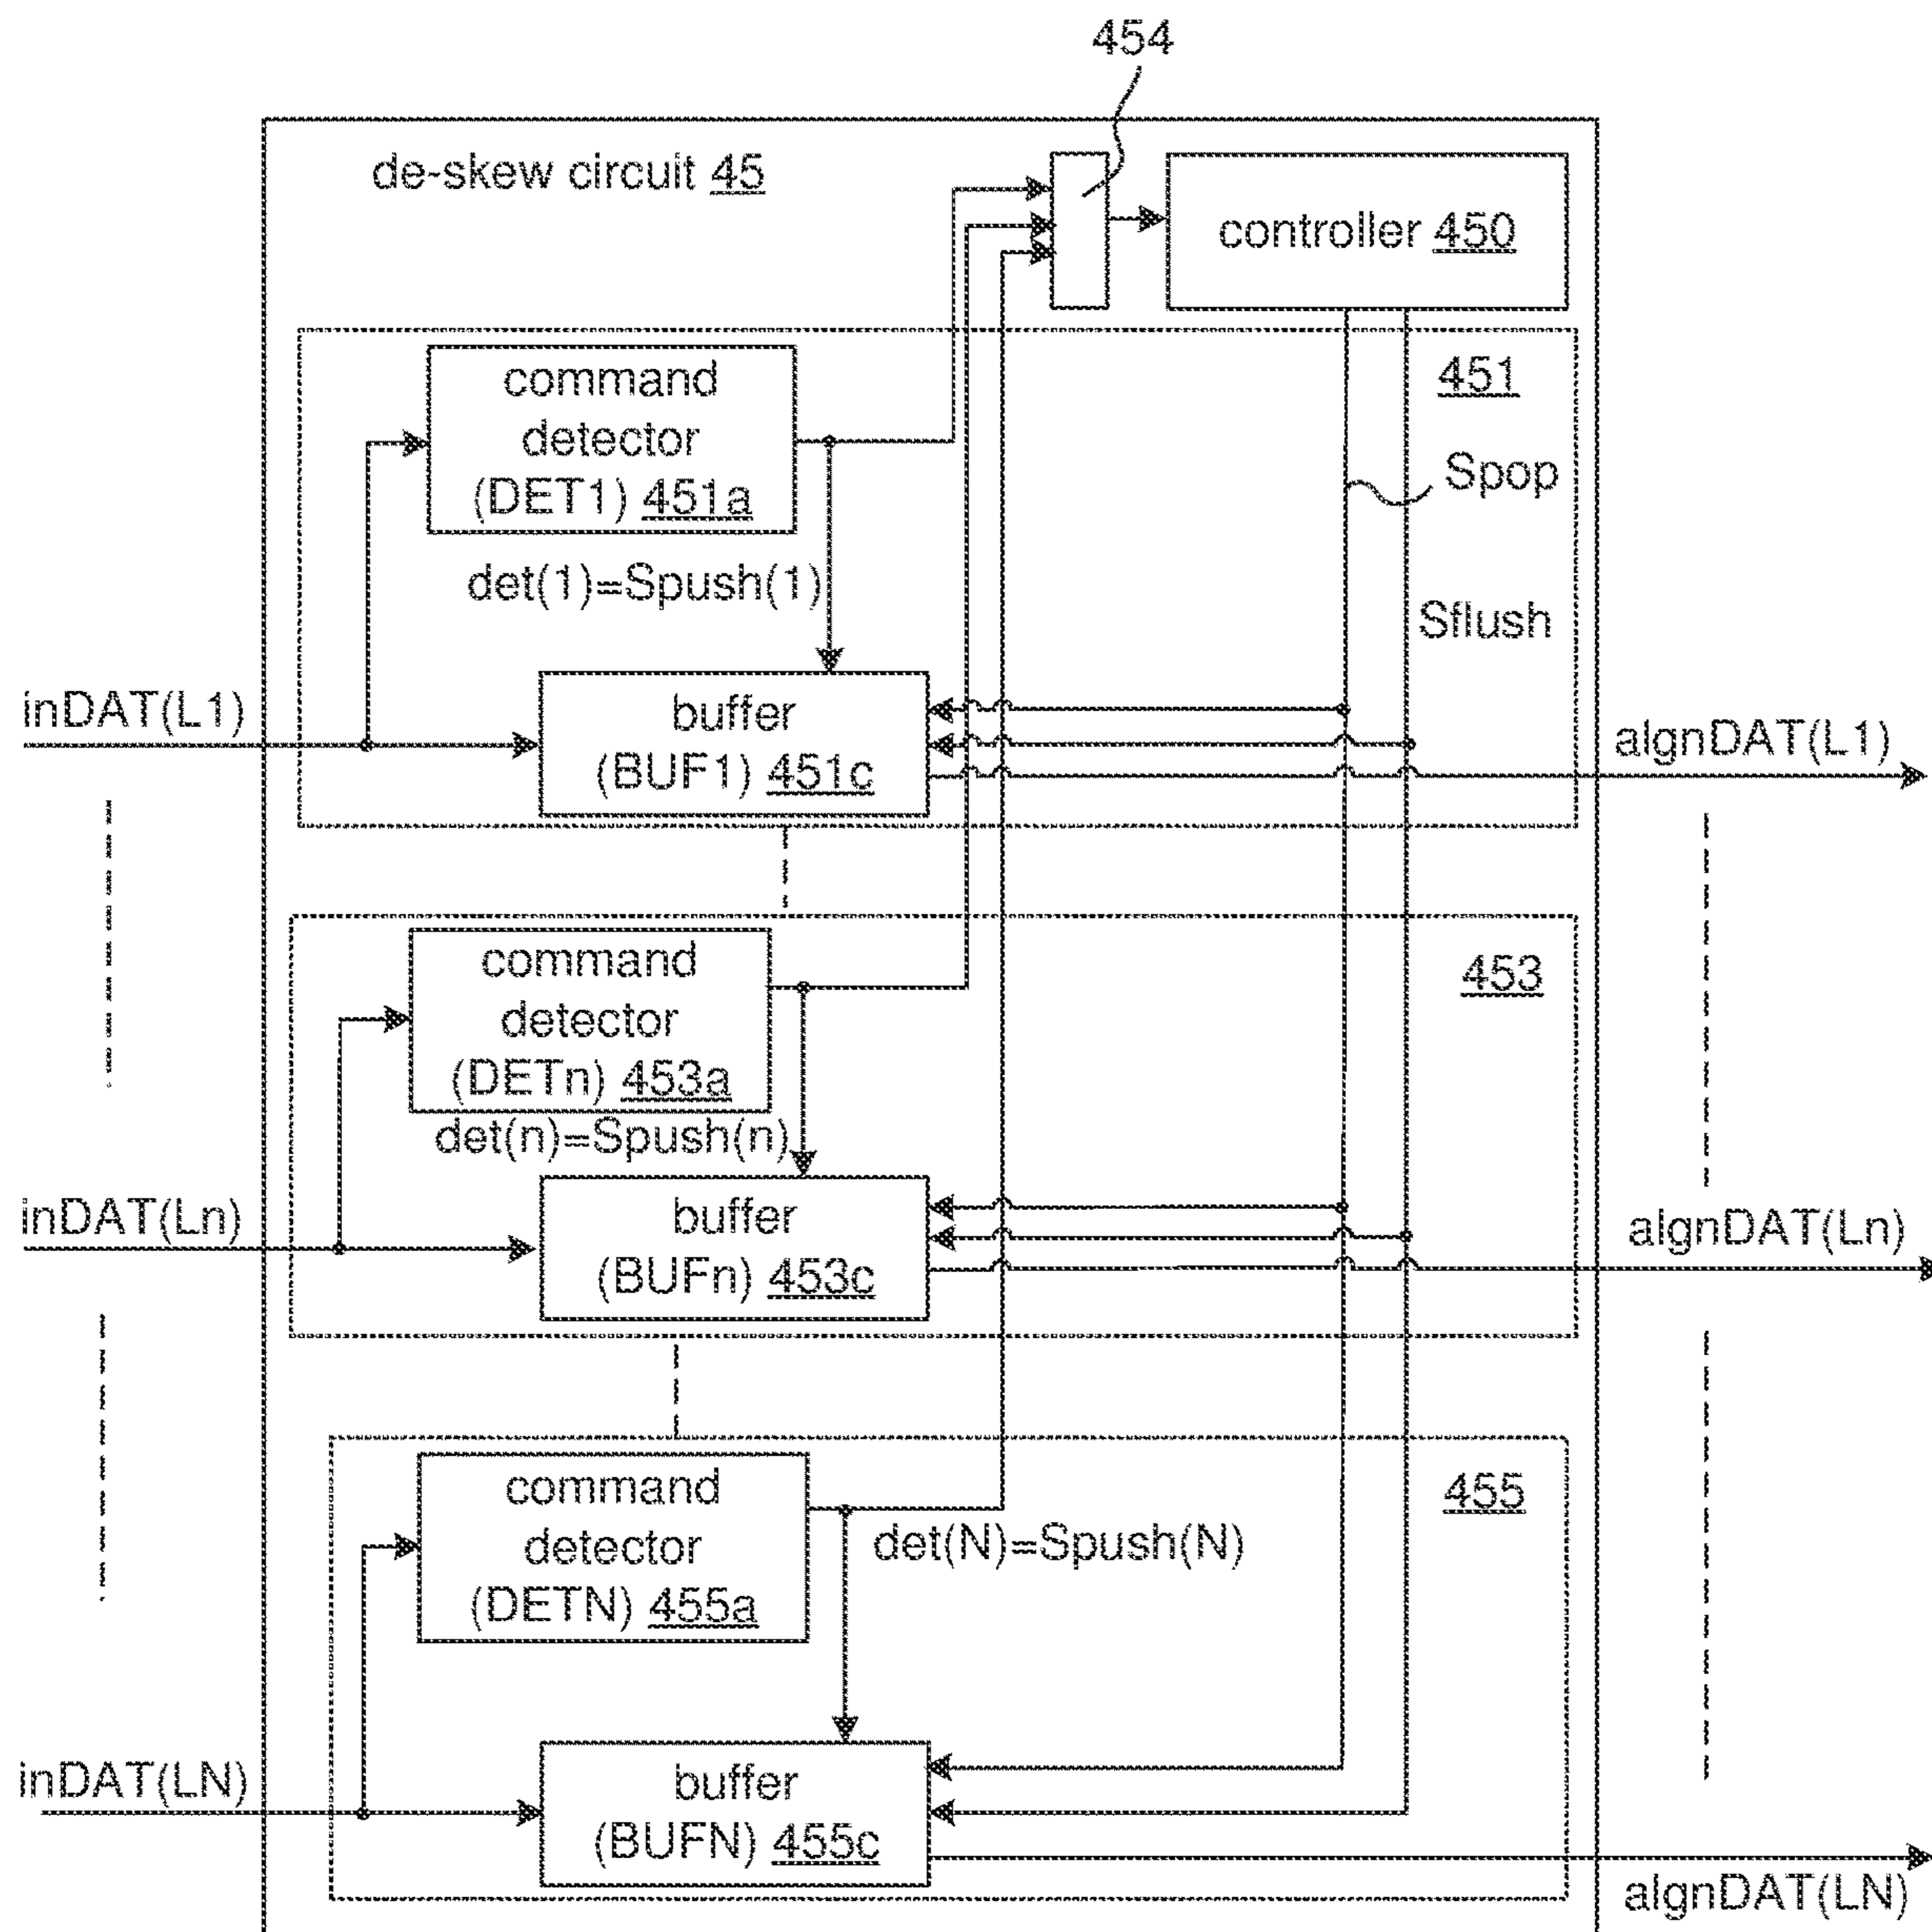 454
de-skew circuit 45
controller 450
451
command
detector
(DET1) 451a
Spop
det(1)=Spush(1)
Sflush
inDAT(L1)
buffer
(BUF1) 451c
algnDAT(L1)
453
command
detector
(DETn) 453a
det(n)=Spush(n)
inDAT(Ln)
buffer
(BUFn) 453c
algnDAT(Ln)
455
command
detector
(DETN) 455a
det(N)=Spush(N)
inDAT(LN)
buffer
(BUFN) 455c
algnDAT(LN)